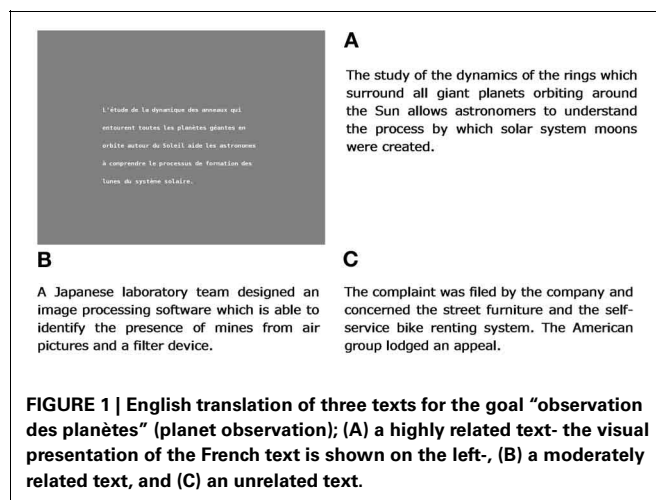 L'étude de la dynamique des anneaux qui
entourent toutes les planètes géantes en
orbite autour du Soleil aide les astronomes
à comprendre le processus de formation des
lunes du système solaire.
A
The study of the dynamics of the rings which
surround all giant planets orbiting around
the Sun allows astronomers to understand
the process by which solar system moons
were created.
B
A Japanese laboratory team designed an
image processing software which is able to
identify the presence of mines from air
pictures and a filter device.
C
The complaint was filed by the company and
concerned the street furniture and the self-
service bike renting system. The American
group lodged an appeal.
FIGURE 1 | English translation of three texts for the goal “observation
des planètes” (planet observation); (A) a highly related text- the visual
presentation of the French text is shown on the left-, (B) a moderately
related text, and (C) an unrelated text.